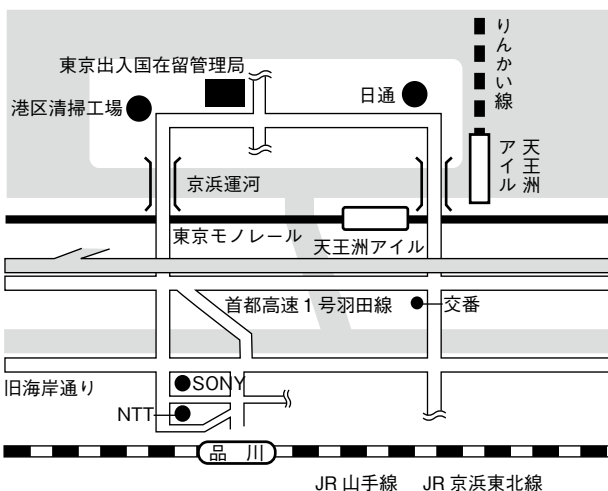 りんかい線
東京出入国在留管理局
日通
港区清掃工場
天王洲
アイル
京浜運河
東京モノレール
天王洲アイル
首都高速1号羽田線
交番
旧海岸通り
SONY
NTT
品川
JR 山手線 JR 京浜東北線